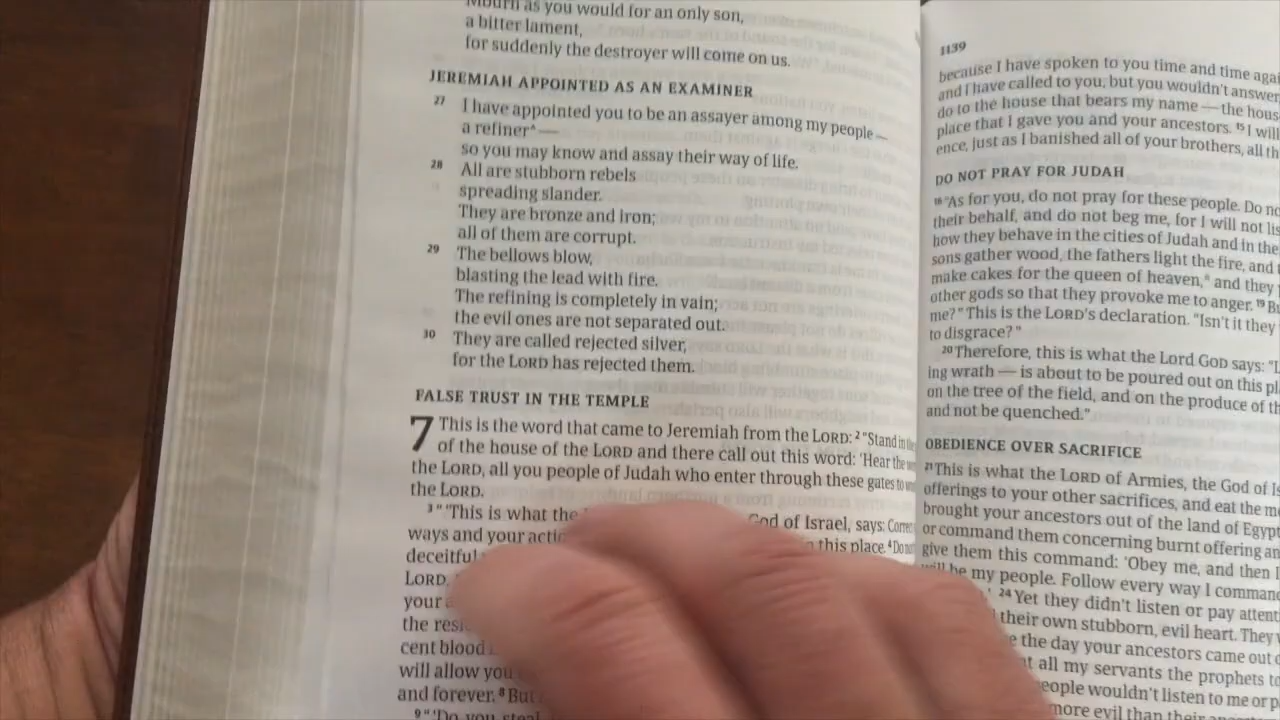 Mourn as you would for an only son,
a bitter lament,
for suddenly the destroyer will come on us.
JEREMIAH APPOINTED AS AN EXAMINER
27 I have appointed you to be an assayer among my people —
a refiner^ —
so you may know and assay their way of life.
28 All are stubborn rebels
spreading slander.
They are bronze and iron;
all of them are corrupt.
29 The bellows blow,
blasting the lead with fire.
The refining is completely in vain;
the evil ones are not separated out.
30 They are called rejected silver,
for the LORD has rejected them.
FALSE TRUST IN THE TEMPLE
7 This is the word that came to Jeremiah from the LORD: 2 "Stand in the
of the house of the LORD and there call out this word: 'Hear the
the LORD, all you people of Judah who enter through these gates to
the LORD.
3 "'This is what the God of Israel, says: Correct
ways and your in this place. 4 Do not
deceitful
LORD,
your
the
cent blood
will allow you
and forever. 8 But
9 "'Do you steal
1139
because I have spoken to you time and time
and I have called to you, but you wouldn't answer
do to the house that bears my name — the
place that I gave you and your ancestors. 15 I will
ence, just as I banished all of your brothers, all
DO NOT PRAY FOR JUDAH
16 "As for you, do not pray for these people. Do
their behalf, and do not beg me, for I will not
how they behave in the cities of Judah and in the
sons gather wood, the fathers light the fire, and
make cakes for the queen of heaven,^ and they
other gods so that they provoke me to anger. 19
me?" This is the LORD's declaration. "Isn't it they
to disgrace?"
20 Therefore, this is what the Lord GOD says:
ing wrath — is about to be poured out on this
on the tree of the field, and on the produce of
and not be quenched."
OBEDIENCE OVER SACRIFICE
21 This is what the LORD of Armies, the God of
offerings to your other sacrifices, and eat the
brought your ancestors out of the land of Egypt
or command them concerning burnt offering
give them this command: 'Obey me, and then I
will be my people. Follow every way I command
24 Yet they didn't listen or pay
their own stubborn, evil heart. They
the day your ancestors came out
all my servants the prophets to
people wouldn't listen to me or
more evil than their